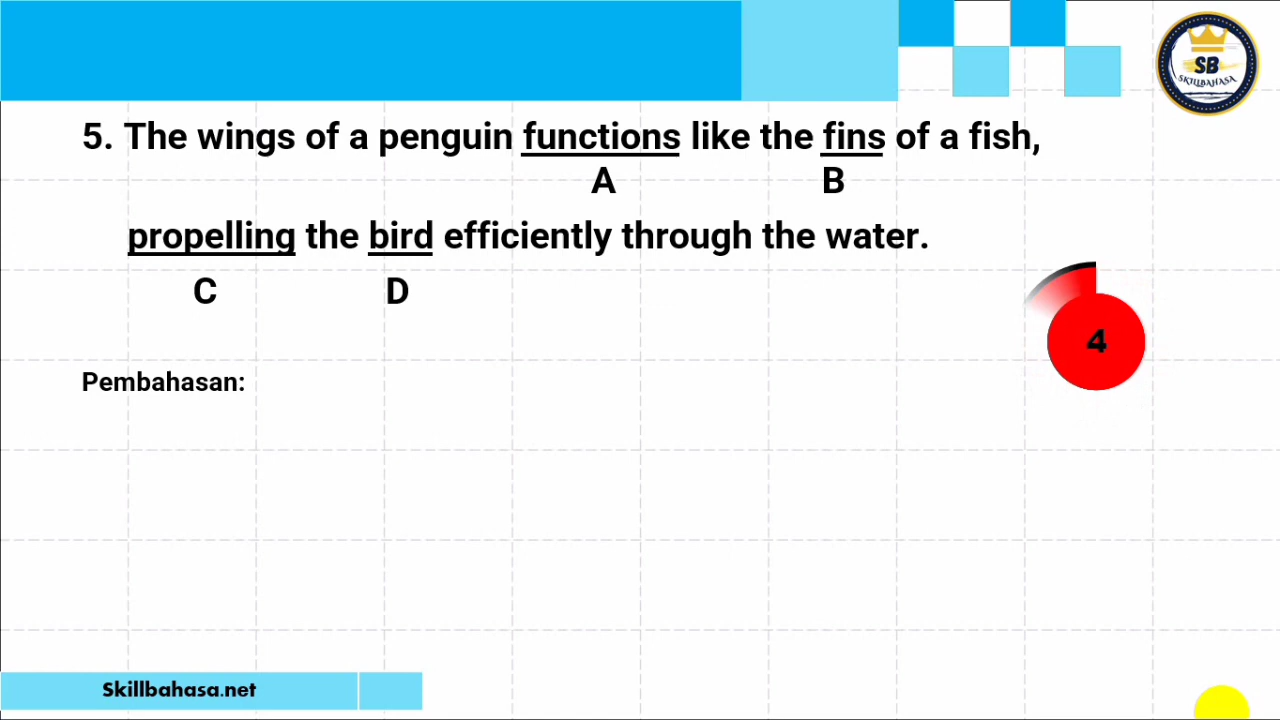 SB
SKILLBAHASA
5. The wings of a penguin functions like the fins of a fish,
A B
propelling the bird efficiently through the water.
C D
4
Pembahasan:
Skillbahasa.net